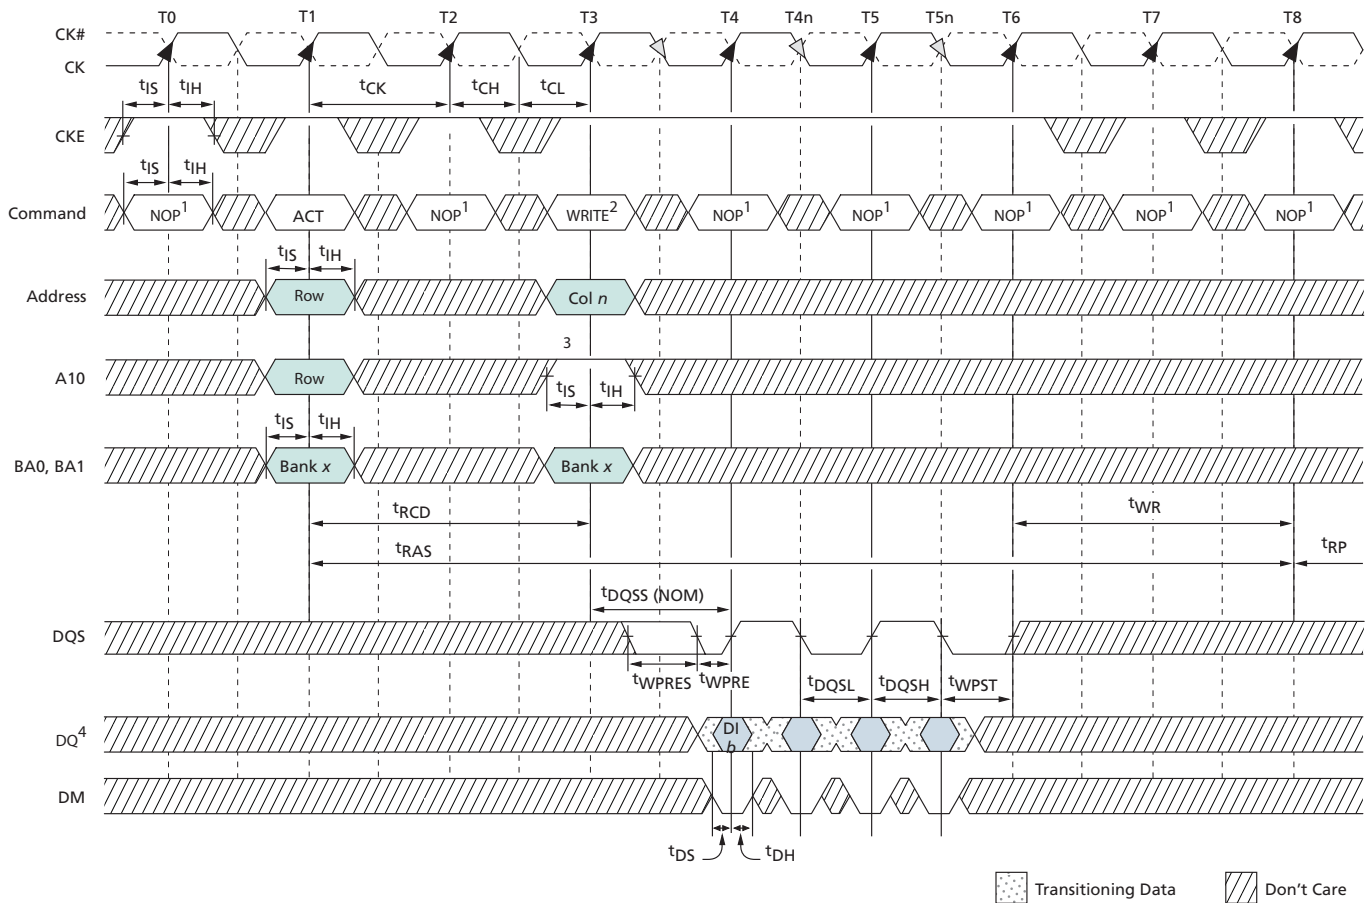 T0 T1 T2 T3 T4 T4n T5 T5n T6 T7 T8
CK#
CK
tIS tIH tCK tCH tCL
CKE
tIS tIH
Command NOP1 ACT NOP1 WRITE2 NOP1 NOP1 NOP1 NOP1 NOP1
tIS tIH
Address Row Col n
3
A10 Row
tIS tIH
tIS tIH
BA0, BA1 Bank x Bank x
tRCD tWR
tRAS tRP
tDQSS (NOM)
DQS
tWPRES tWPRE tDQSL tDQSH tWPST
DQ4 DI
b
DM
tDS tDH
Transitioning Data Don't Care